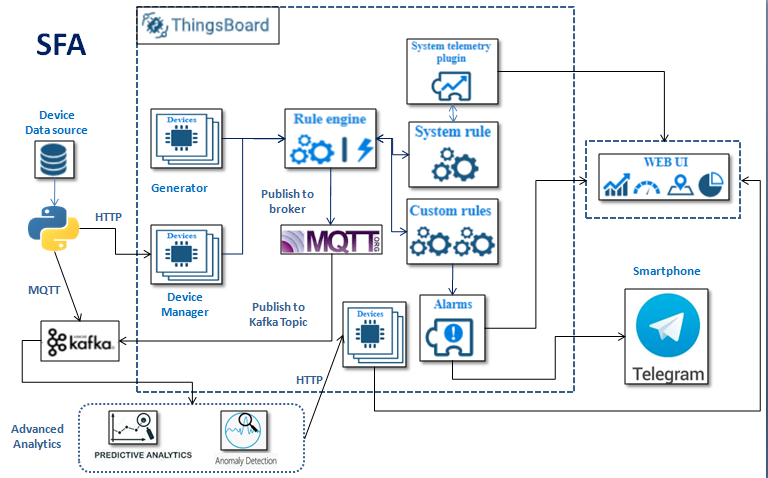 SFA
ThingsBoard
System telemetry
plugin
Device
Data source
Devices
Rule engine
System rule
WEB UI
Generator
Publish to
broker
HTTP
Custom rules
Devices
MQTT
.ORG
Device
Manager
MQTT
Smartphone
Publish to
Kafka Topic
Devices
Alarms
kafka
Telegram
HTTP
Advanced
Analytics
PREDICTIVE ANALYTICS
Anomaly Detection